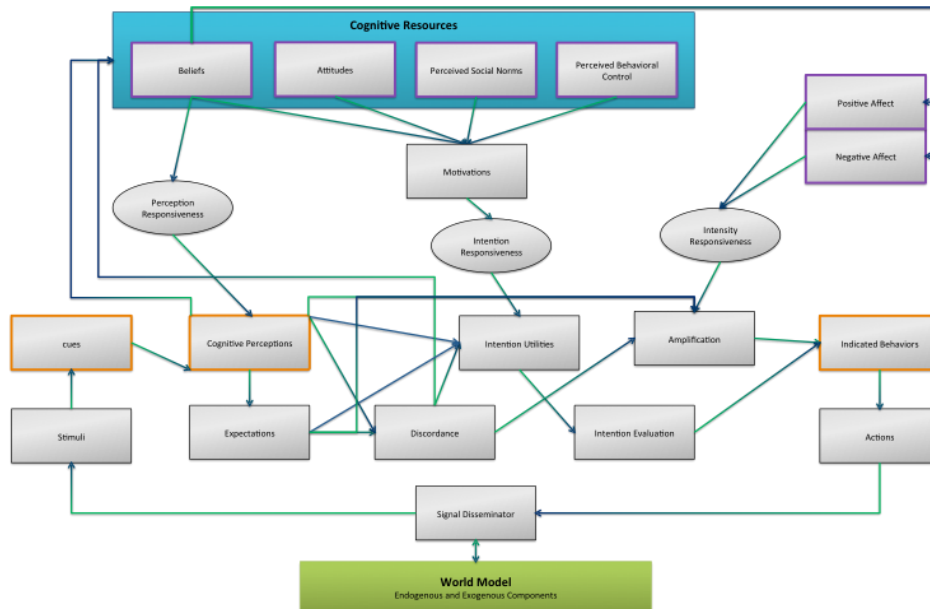 Cognitive Resources
Beliefs
Attitudes
Perceived Social Norms
Perceived Behavioral
Control
Positive Affect
Negative Affect
Motivations
Perception
Responsiveness
Intention
Responsiveness
Intensity
Responsiveness
cues
Cognitive Perceptions
Intention Utilities
Amplification
Indicated Behaviors
Stimuli
Expectations
Discordance
Intention Evaluation
Actions
Signal Disseminator
World Model
Endogenous and Exogenous Components